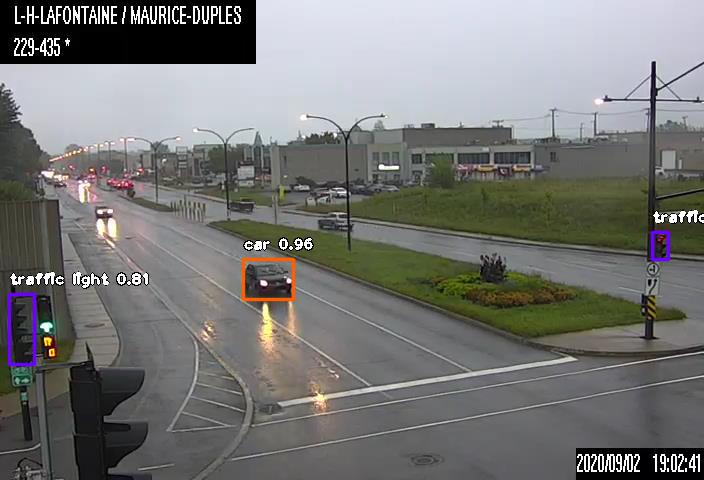 L-H-LAFONTAINE / MAURICE-DUPLES
229-435 *
car 0.96
traffic
traffic light 0.81
2020/09/02 19:02:41